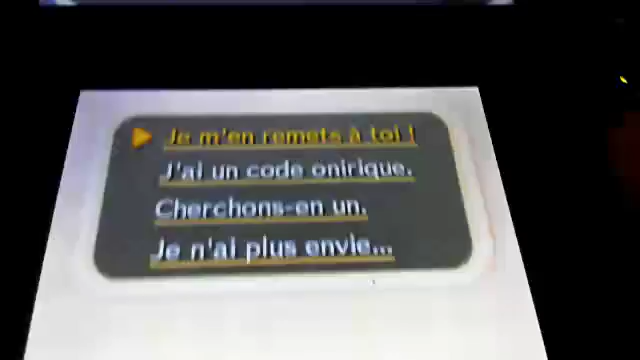 Je m'en remets à toi !
J'ai un code onirique.
Cherchons-en un.
Je n'ai plus envie...